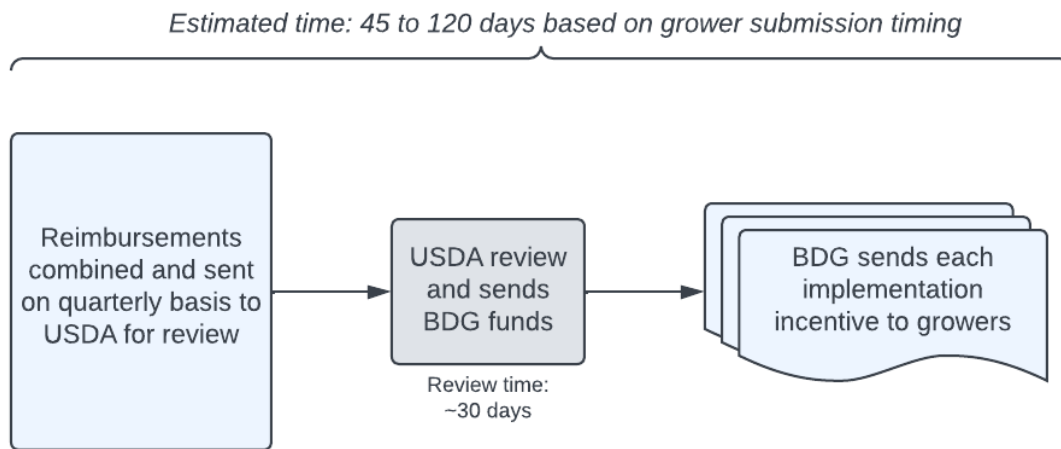 Estimated time: 45 to 120 days based on grower submission timing
Reimbursements
combined and sent
on quarterly basis to
USDA for review
USDA review
and sends
BDG funds
Review time:
~30 days
BDG sends each
implementation
incentive to growers